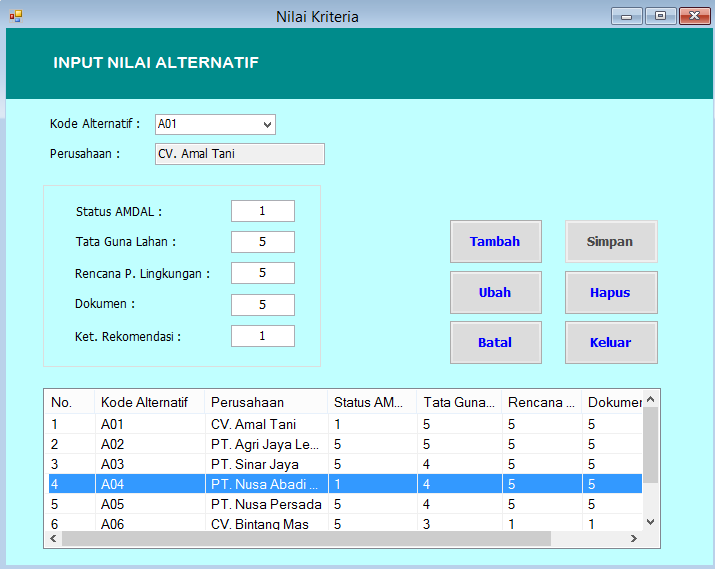 Nilai Kriteria
INPUT NILAI ALTERNATIF
Kode Alternatif : A01
Perusahaan : CV. Amal Tani
Status AMDAL : 1
Tata Guna Lahan : 5
Rencana P. Lingkungan : 5
Dokumen : 5
Ket. Rekomendasi : 1
Tambah Simpan
Ubah Hapus
Batal Keluar
No. Kode Alternatif Perusahaan Status AM... Tata Guna... Rencana ... Dokumen
1 A01 CV. Amal Tani 1 5 5 5
2 A02 PT. Agri Jaya Le... 5 5 5 5
3 A03 PT. Sinar Jaya 5 4 5 5
4 A04 PT. Nusa Abadi ... 1 4 5 5
5 A05 PT. Nusa Persada 5 4 5 5
6 A06 CV. Bintang Mas 5 3 1 1